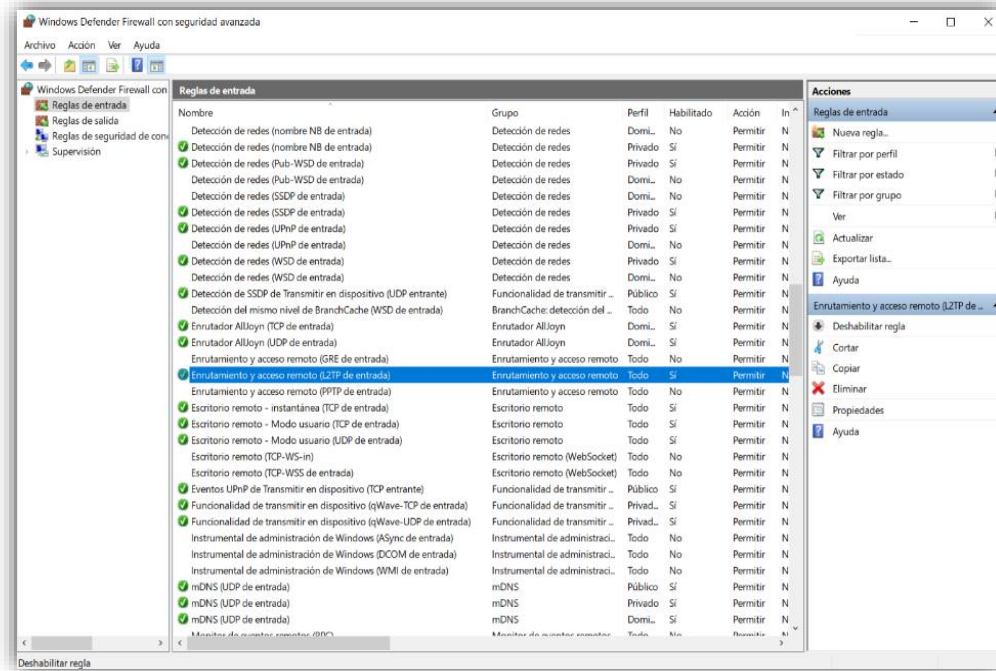 Windows Defender Firewall con seguridad avanzada
Archivo Acción Ver Ayuda
Windows Defender Firewall con
Reglas de entrada
Reglas de salida
Reglas de seguridad de con
Supervisión
Reglas de entrada
Nombre Grupo Perfil Habilitado Acción In
Detección de redes (nombre NB de entrada) Detección de redes Domi... No Permitir N
Detección de redes (nombre NB de entrada) Detección de redes Privado Sí Permitir N
Detección de redes (Pub-WSD de entrada) Detección de redes Privado Sí Permitir N
Detección de redes (Pub-WSD de entrada) Detección de redes Domi... No Permitir N
Detección de redes (SSDP de entrada) Detección de redes Domi... No Permitir N
Detección de redes (SSDP de entrada) Detección de redes Privado Sí Permitir N
Detección de redes (UPnP de entrada) Detección de redes Privado Sí Permitir N
Detección de redes (UPnP de entrada) Detección de redes Domi... No Permitir N
Detección de redes (WSD de entrada) Detección de redes Privado Sí Permitir N
Detección de redes (WSD de entrada) Detección de redes Domi... No Permitir N
Detección de SSDP de Transmitir en dispositivo (UDP entrante) Funcionalidad de transmitir ... Público Sí Permitir N
Detección del mismo nivel de BranchCache (WSD de entrada) BranchCache: detección del ... Todo No Permitir N
Enrutador AllJoyn (TCP de entrada) Enrutador AllJoyn Domi... Sí Permitir N
Enrutador AllJoyn (UDP de entrada) Enrutador AllJoyn Domi... Sí Permitir N
Enrutamiento y acceso remoto (GRE de entrada) Enrutamiento y acceso remoto Todo No Permitir N
Enrutamiento y acceso remoto (L2TP de entrada) Enrutamiento y acceso remoto Todo Sí Permitir N
Enrutamiento y acceso remoto (PPTP de entrada) Enrutamiento y acceso remoto Todo No Permitir N
Escritorio remoto - instantánea (TCP de entrada) Escritorio remoto Todo Sí Permitir N
Escritorio remoto - Modo usuario (TCP de entrada) Escritorio remoto Todo Sí Permitir N
Escritorio remoto - Modo usuario (UDP de entrada) Escritorio remoto Todo Sí Permitir N
Escritorio remoto (TCP-WS-in) Escritorio remoto (WebSocket) Todo No Permitir N
Escritorio remoto (TCP-WSS de entrada) Escritorio remoto (WebSocket) Todo No Permitir N
Eventos UPnP de Transmitir en dispositivo (TCP entrante) Funcionalidad de transmitir ... Público Sí Permitir N
Funcionalidad de transmitir en dispositivo (qWave-TCP de entrada) Funcionalidad de transmitir ... Privad... Sí Permitir N
Funcionalidad de transmitir en dispositivo (qWave-UDP de entrada) Funcionalidad de transmitir ... Privad... Sí Permitir N
Instrumental de administración de Windows (ASync de entrada) Instrumental de administraci... Todo No Permitir N
Instrumental de administración de Windows (DCOM de entrada) Instrumental de administraci... Todo No Permitir N
Instrumental de administración de Windows (WMI de entrada) Instrumental de administraci... Todo No Permitir N
mDNS (UDP de entrada) mDNS Público Sí Permitir N
mDNS (UDP de entrada) mDNS Privado Sí Permitir N
mDNS (UDP de entrada) mDNS Domi... Sí Permitir N
Monitor de eventos remotos (RPC) Monitor de eventos remotos Todo No Permitir N
Acciones
Reglas de entrada
Nueva regla...
Filtrar por perfil
Filtrar por estado
Filtrar por grupo
Ver
Actualizar
Exportar lista...
Ayuda
Enrutamiento y acceso remoto (L2TP de ...
Deshabilitar regla
Cortar
Copiar
Eliminar
Propiedades
Ayuda
Deshabilitar regla